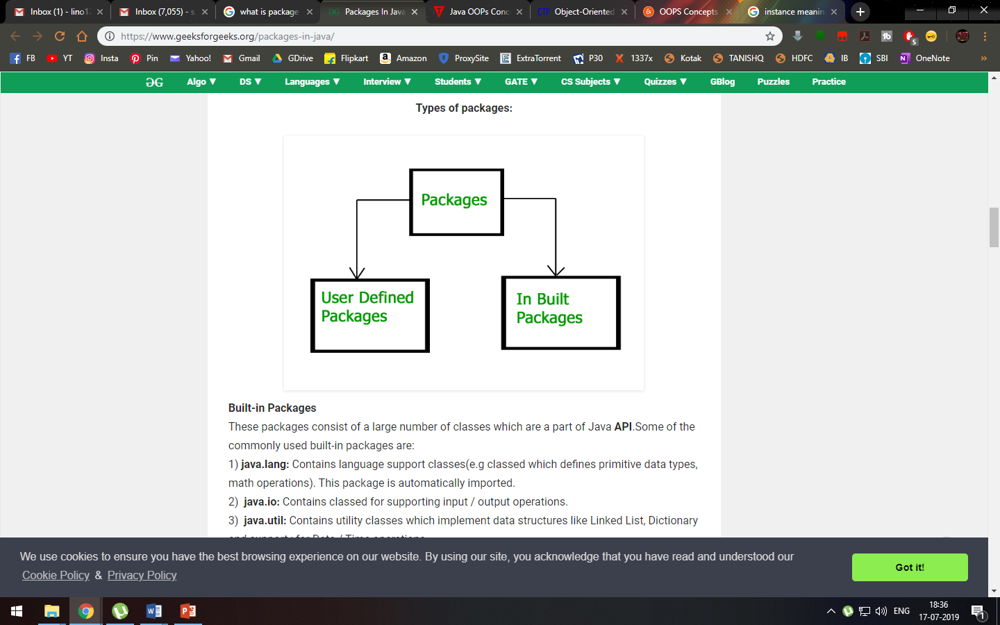 Inbox (1) - lino12
Inbox (7,055) - s
what is package
Packages In Java
Java OOPs Conc
Object-Oriented
OOPS Concepts
instance meanin
https://www.geeksforgeeks.org/packages-in-java/
5
FB
YT
Insta
Pin
Yahoo!
Gmail
GDrive
Flipkart
Amazon
ProxySite
ExtraTorrent
P30
1337x
Kotak
TANISHQ
HDFC
IB
SBI
OneNote
»
Algo ▼
DS ▼
Languages ▼
Interview ▼
Students ▼
GATE ▼
CS Subjects ▼
Quizzes ▼
GBlog
Puzzles
Practice
Types of packages:
Packages
User Defined
Packages
In Built
Packages
Built-in Packages
These packages consist of a large number of classes which are a part of Java API.Some of the
commonly used built-in packages are:
1) java.lang: Contains language support classes(e.g classed which defines primitive data types,
math operations). This package is automatically imported.
2) java.io: Contains classed for supporting input / output operations.
3) java.util: Contains utility classes which implement data structures like Linked List, Dictionary
We use cookies to ensure you have the best browsing experience on our website. By using our site, you acknowledge that you have read and understood our
Cookie Policy & Privacy Policy
Got it!
ENG
18:36
17-07-2019
1